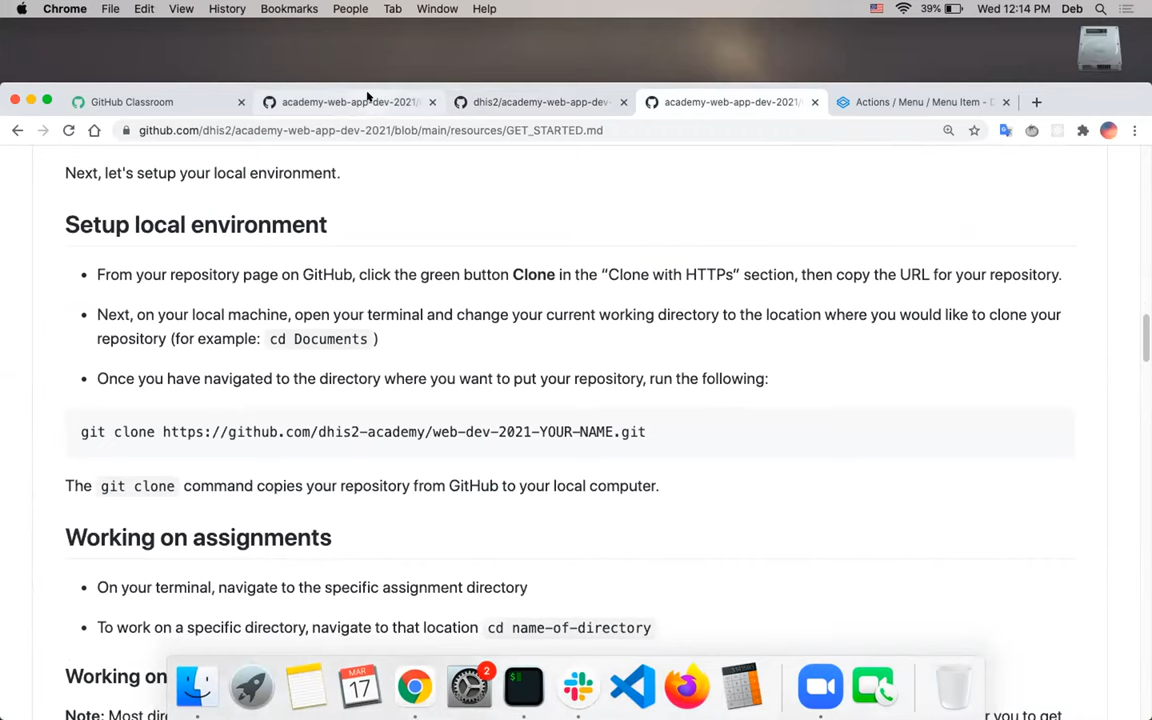 Chrome File Edit View History Bookmarks People Tab Window Help 39% Wed 12:14 PM Deb
GitHub Classroom academy-web-app-dev-2021/ dhis2/academy-web-app-dev- academy-web-app-dev-2021/ Actions / Menu / Menu Item - D
github.com/dhis2/academy-web-app-dev-2021/blob/main/resources/GET_STARTED.md
Next, let's setup your local environment.
Setup local environment
• From your repository page on GitHub, click the green button Clone in the “Clone with HTTPs” section, then copy the URL for your repository.
• Next, on your local machine, open your terminal and change your current working directory to the location where you would like to clone your
repository (for example: cd Documents )
• Once you have navigated to the directory where you want to put your repository, run the following:
git clone https://github.com/dhis2-academy/web-dev-2021-YOUR-NAME.git
The git clone command copies your repository from GitHub to your local computer.
Working on assignments
• On your terminal, navigate to the specific assignment directory
• To work on a specific directory, navigate to that location cd name-of-directory
Working on
MAR
17
2
$
Note: Most dir you to get